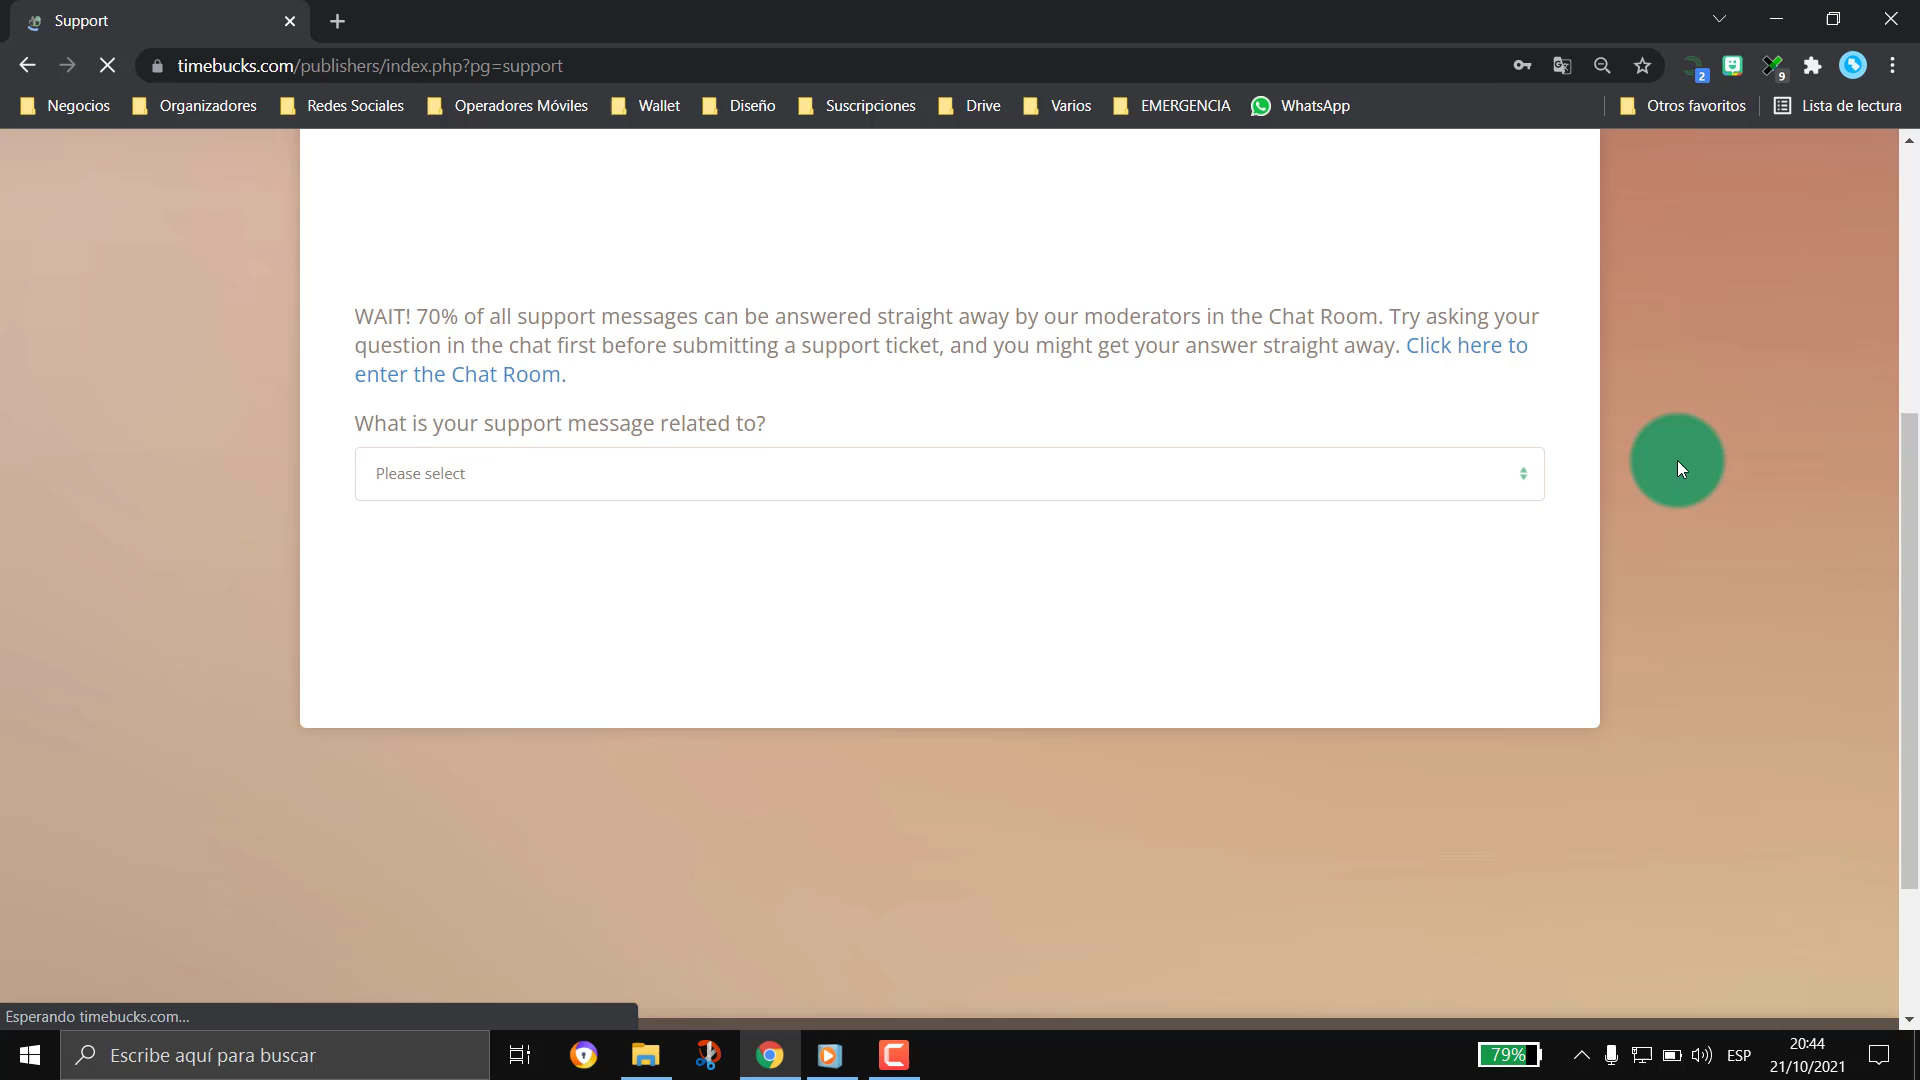 Support
timebucks.com/publishers/index.php?pg=support
2
9
Negocios
Organizadores
Redes Sociales
Operadores Móviles
Wallet
Diseño
Suscripciones
Drive
Varios
EMERGENCIA
WhatsApp
Otros favoritos
Lista de lectura
WAIT! 70% of all support messages can be answered straight away by our moderators in the Chat Room. Try asking your
question in the chat first before submitting a support ticket, and you might get your answer straight away. Click here to
enter the Chat Room.
What is your support message related to?
Please select
Esperando timebucks.com...
Escribe aquí para buscar
79%
ESP
20:44
21/10/2021